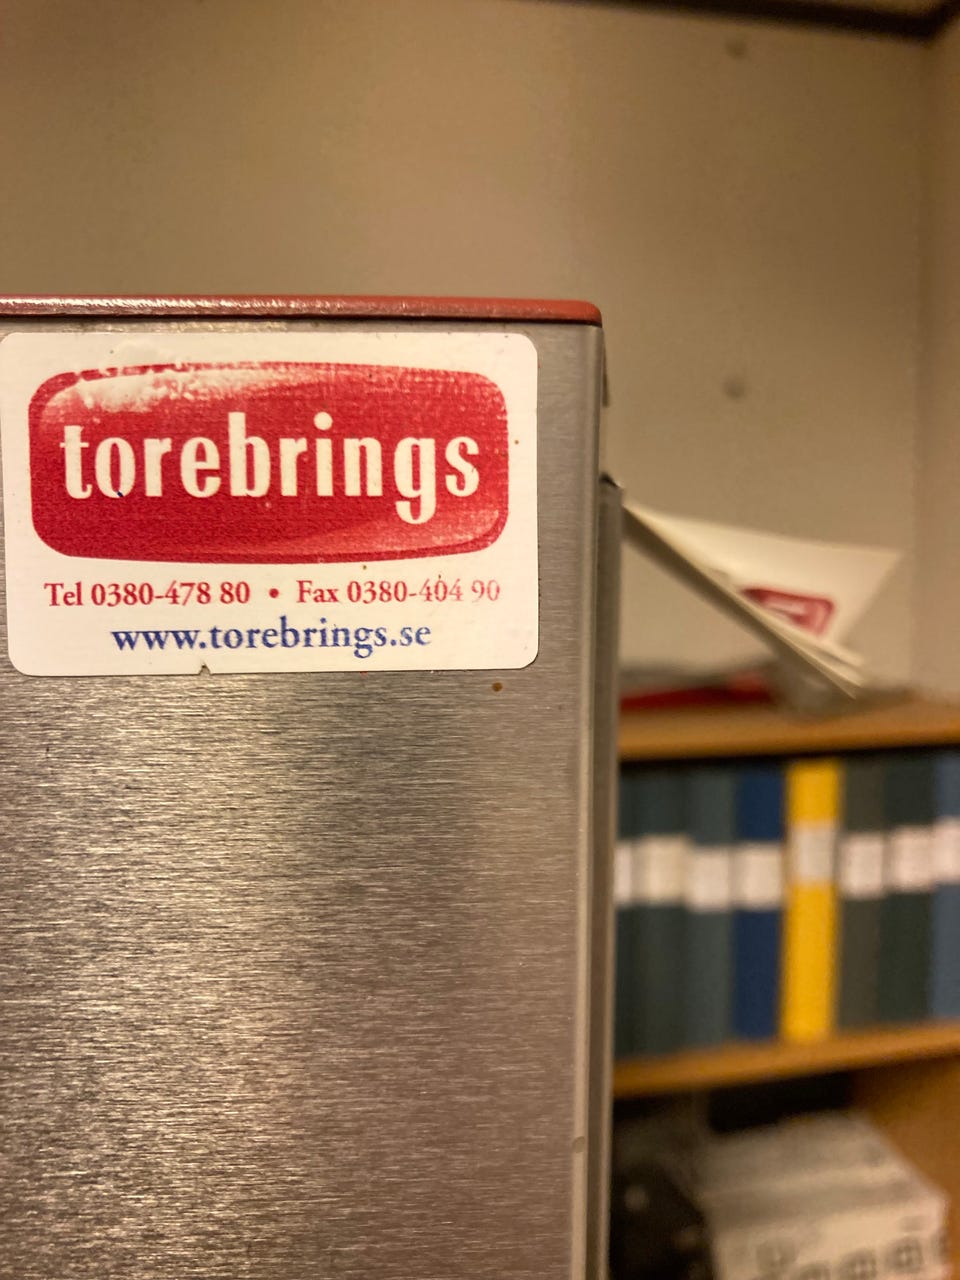 torebrings
Tel 0380-478 80 • Fax 0380-404 90
www.torebrings.se